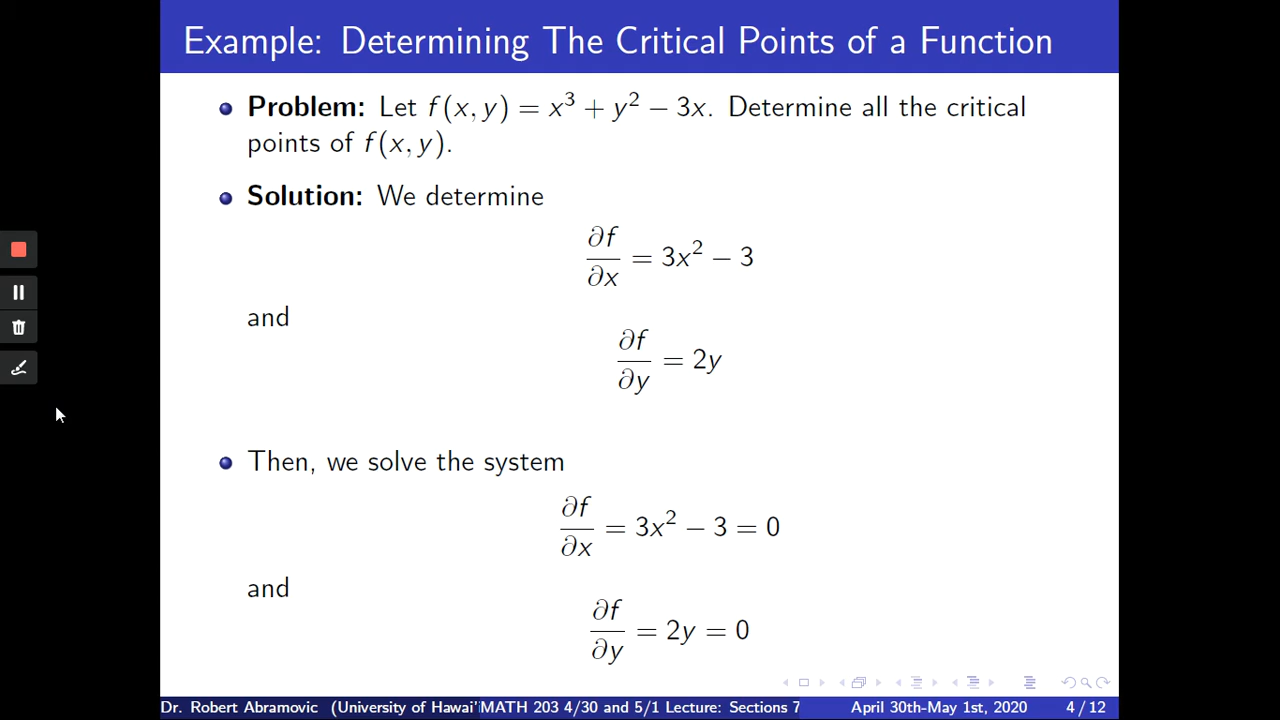 Example: Determining The Critical Points of a Function
Problem: Let f(x, y) = x³ + y² − 3x. Determine all the critical
points of f(x, y).
Solution: We determine
∂f/∂x = 3x² − 3
and
∂f/∂y = 2y
Then, we solve the system
∂f/∂x = 3x² − 3 = 0
and
∂f/∂y = 2y = 0
Dr. Robert Abramovic (University of Hawai'i MATH 203 4/30 and 5/1 Lecture: Sections 7 April 30th-May 1st, 2020 4 / 12